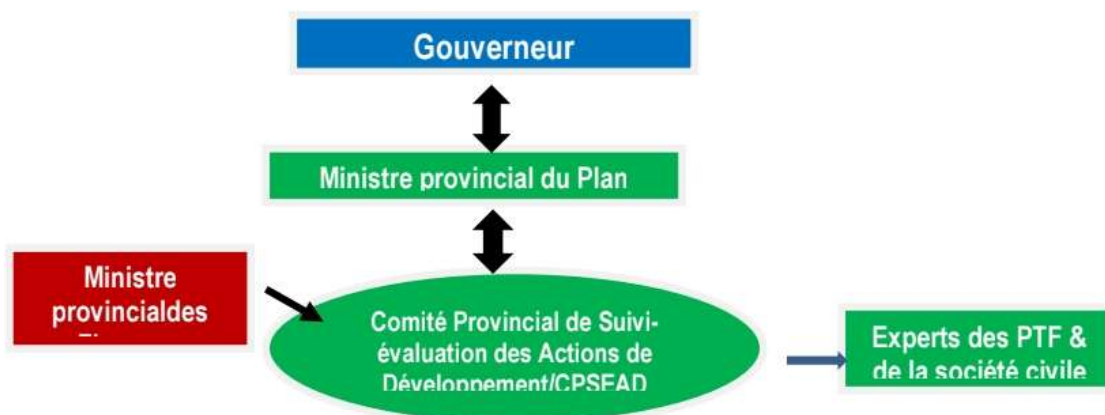 Gouverneur
Ministre provincial du Plan
Ministre
provincialdes
Comité Provincial de Suivi-
évaluation des Actions de
Développement/CPSEAD
Experts des PTF &
de la société civile